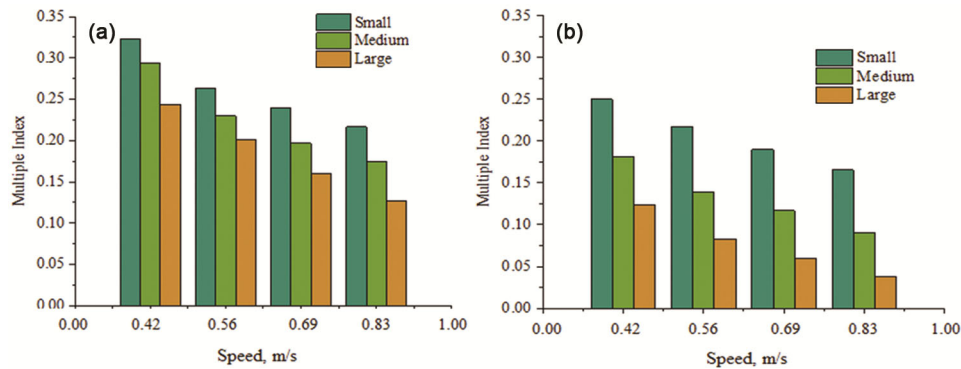 (a)
Small
Medium
Large
Multiple Index
0.35
0.30
0.25
0.20
0.15
0.10
0.05
0.00
0.00 0.42 0.56 0.69 0.83 1.00
Speed, m/s
(b)
Small
Medium
Large
Multiple Index
0.35
0.30
0.25
0.20
0.15
0.10
0.05
0.00
0.00 0.42 0.56 0.69 0.83 1.00
Speed, m/s